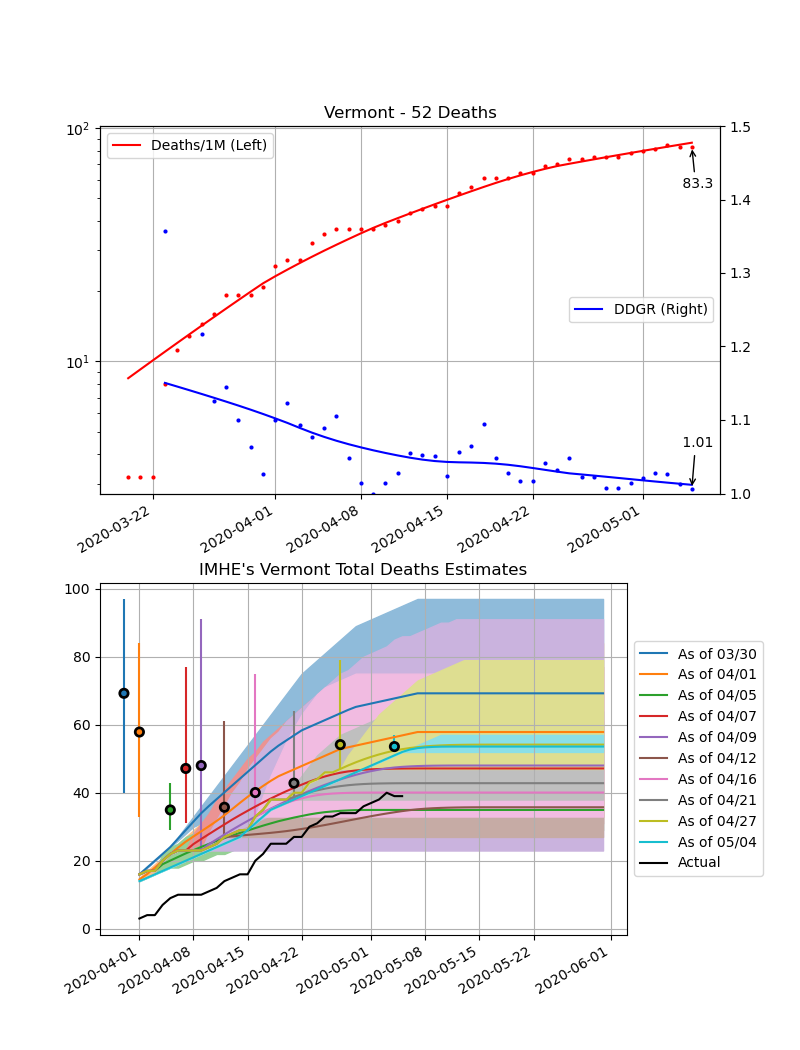 Vermont - 52 Deaths
10²
10¹
Deaths/1M (Left)
DDGR (Right)
83.3
1.01
1.5
1.4
1.3
1.2
1.1
1.0
2020-03-22
2020-04-01
2020-04-08
2020-04-15
2020-04-22
2020-05-01
IMHE's Vermont Total Deaths Estimates
100
80
60
40
20
0
2020-04-01
2020-04-08
2020-04-15
2020-04-22
2020-05-01
2020-05-08
2020-05-15
2020-05-22
2020-06-01
As of 03/30
As of 04/01
As of 04/05
As of 04/07
As of 04/09
As of 04/12
As of 04/16
As of 04/21
As of 04/27
As of 05/04
Actual